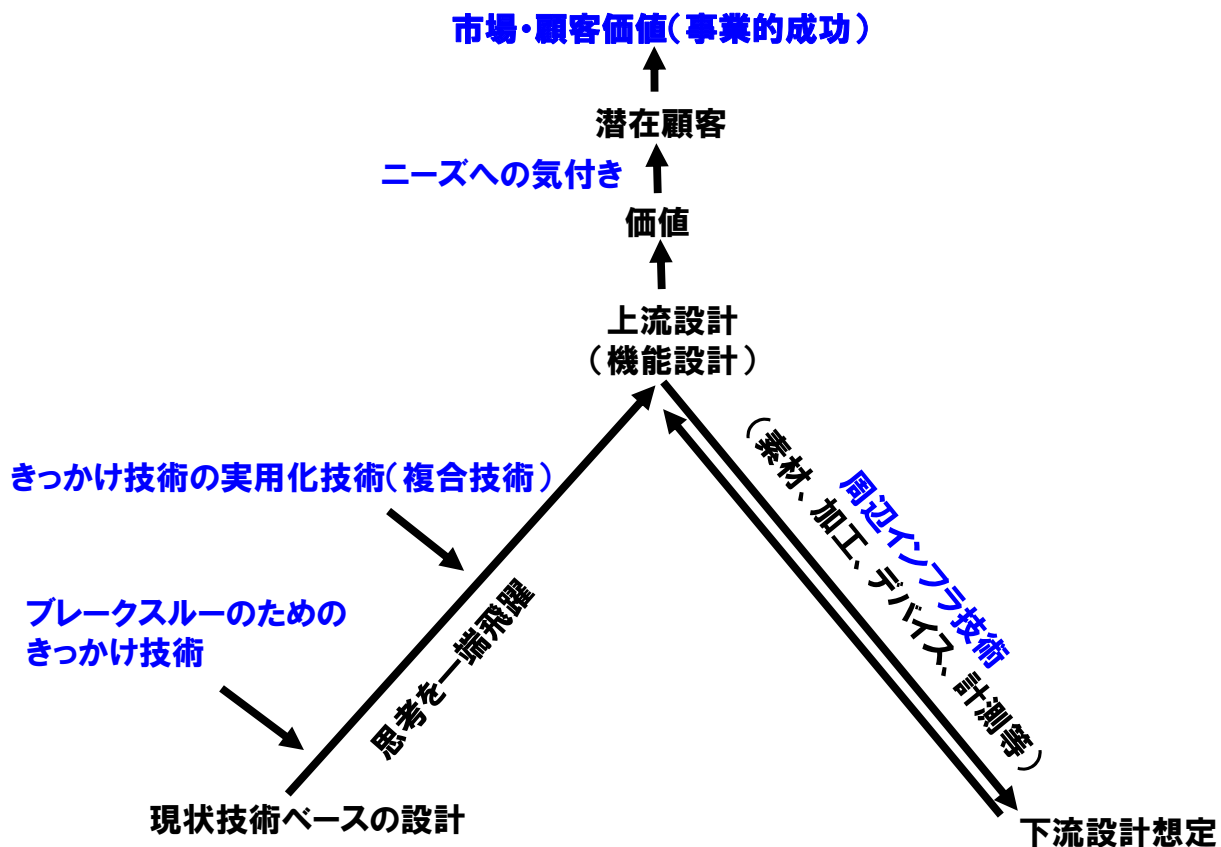 市場・顧客価値(事業的成功)
潜在顧客
ニーズへの気付き
価値
上流設計
(機能設計)
きっかけ技術の実用化技術(複合技術)
ブレークスルーのための
きっかけ技術
思考を一端飛躍
周辺インフラ技術
(素材、加工、デバイス、計測等)
現状技術ベースの設計
下流設計想定